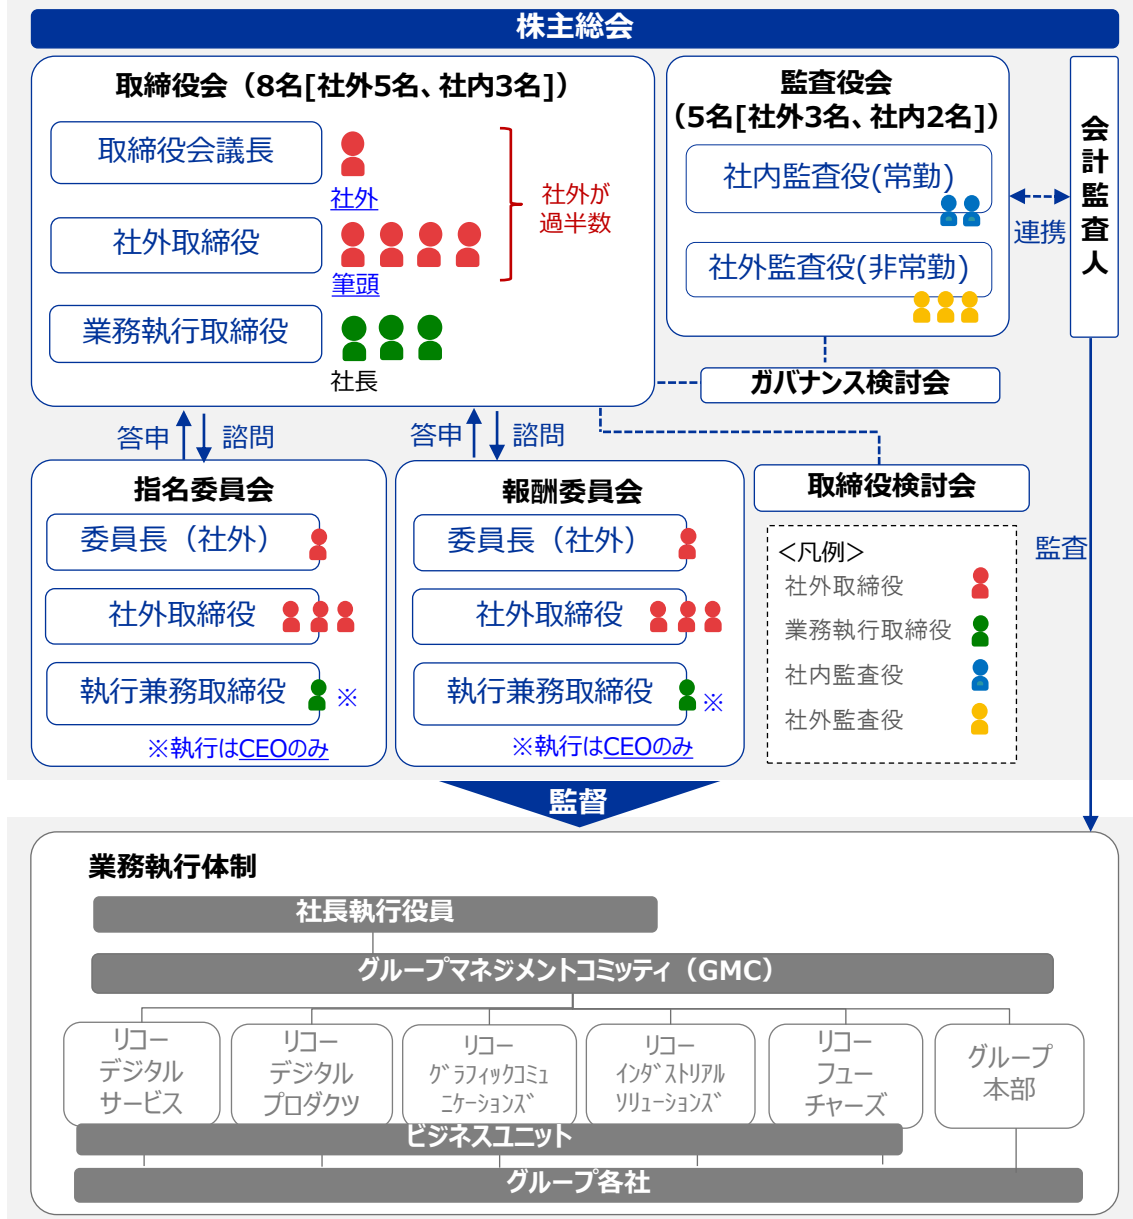 株主総会
取締役会（8名[社外5名、社内3名]）
取締役会議長
社外
社外取締役
筆頭
社外が
過半数
業務執行取締役
社長
監査役会
（5名[社外3名、社内2名]）
社内監査役(常勤)
社外監査役(非常勤)
連携
会
計
監
査
人
ガバナンス検討会
答申
諮問
答申
諮問
取締役検討会
指名委員会
委員長（社外）
社外取締役
執行兼務取締役
※
※執行はCEOのみ
報酬委員会
委員長（社外）
社外取締役
執行兼務取締役
※
※執行はCEOのみ
＜凡例＞
社外取締役
業務執行取締役
社内監査役
社外監査役
監査
監督
業務執行体制
社長執行役員
グループマネジメントコミッティ（GMC）
リコー
デジタル
サービス
リコー
デジタル
プロダクツ
リコー
ｸﾞﾗﾌｨｯｸｺﾐｭ
ﾆｹｰｼｮﾝｽﾞ
リコー
ｲﾝﾀﾞｽﾄﾘｱﾙ
ｿﾘｭｰｼｮﾝｽﾞ
リコー
フュー
チャーズ
グループ
本部
ビジネスユニット
グループ各社